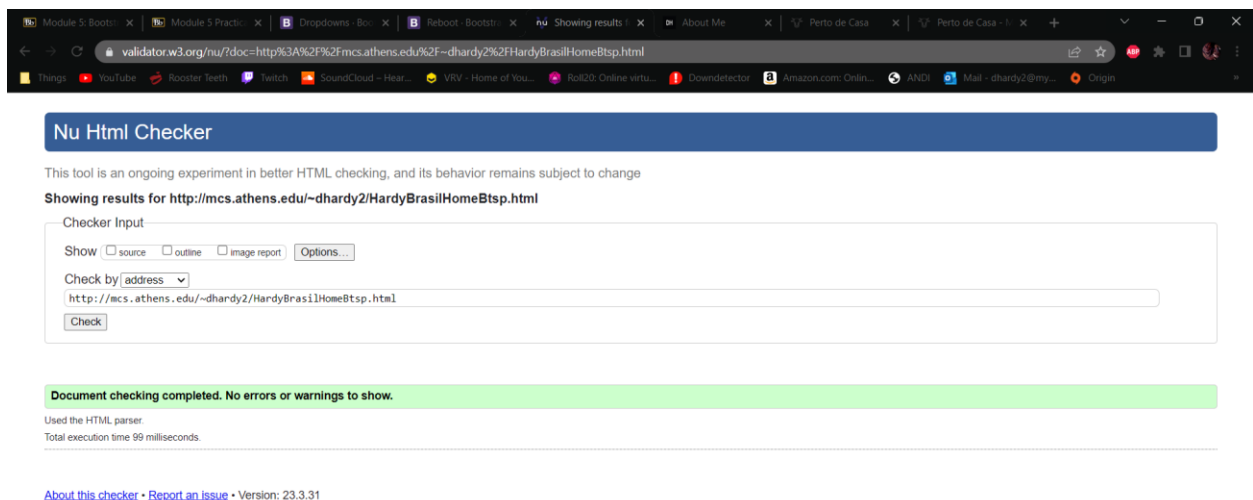 Module 5: Bootst
Module 5 Practic
Dropdowns · Boo
Reboot · Bootstr
Showing results f
About Me
Perto de Casa
Perto de Casa - M
validator.w3.org/nu/?doc=http%3A%2F%2Fmcs.athens.edu%2F~dhardy2%2FHardyBrasilHomeBtsp.html
Things YouTube Rooster Teeth Twitch SoundCloud – Hear... VRV - Home of You... Roll20: Online virtu... Downdetector Amazon.com: Onlin... ANDI Mail - dhardy2@my... Origin
Nu Html Checker
This tool is an ongoing experiment in better HTML checking, and its behavior remains subject to change
Showing results for http://mcs.athens.edu/~dhardy2/HardyBrasilHomeBtsp.html
Checker Input
Show source outline image report Options...
Check by address
http://mcs.athens.edu/~dhardy2/HardyBrasilHomeBtsp.html
Check
Document checking completed. No errors or warnings to show.
Used the HTML parser.
Total execution time 99 milliseconds.
About this checker • Report an issue • Version: 23.3.31